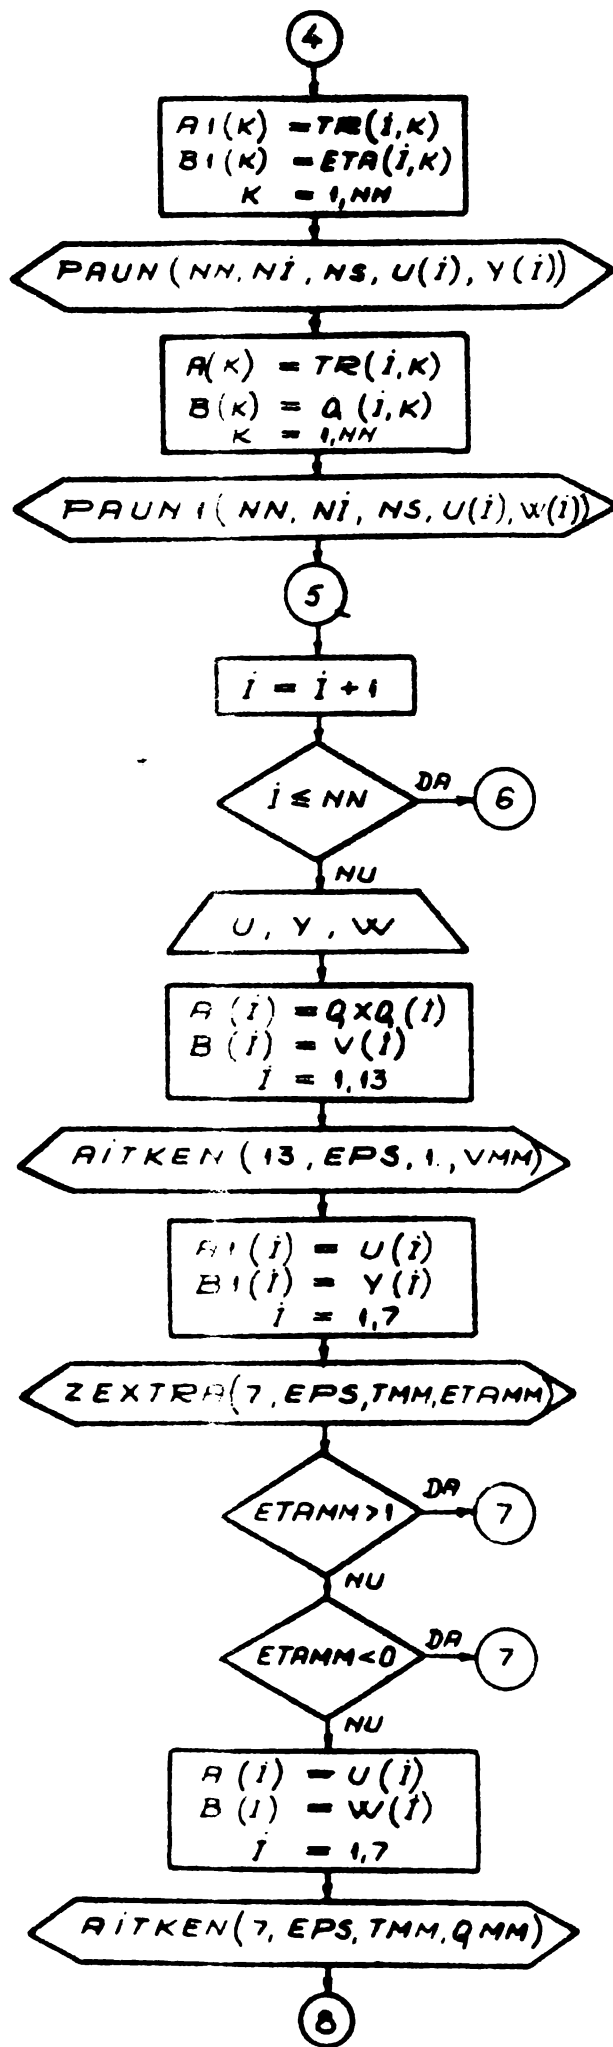 4
A1(K) = TR(I,K)
B1(K) = ETA(I,K)
K = 1,NN
PAUN (NN, NI, NS, U(I), Y(I))
A(K) = TR(I,K)
B(K) = Q(I,K)
K = 1,NN
PAUN1(NN, NI, NS, U(I), W(I))
5
I = I + 1
I ≤ NN
DA
6
NU
U, Y, W
A(I) = QXQ(I)
B(I) = V(I)
I = 1,13
AITKEN (13, EPS, 1., VMM)
A1(I) = U(I)
B1(I) = Y(I)
I = 1,7
ZEXTRA(7, EPS, TMM, ETAMM)
ETAMM>1
DA
7
NU
ETAMM<0
DA
7
NU
A(I) = U(I)
B(I) = W(I)
I = 1,7
AITKEN(7, EPS, TMM, QMM)
8